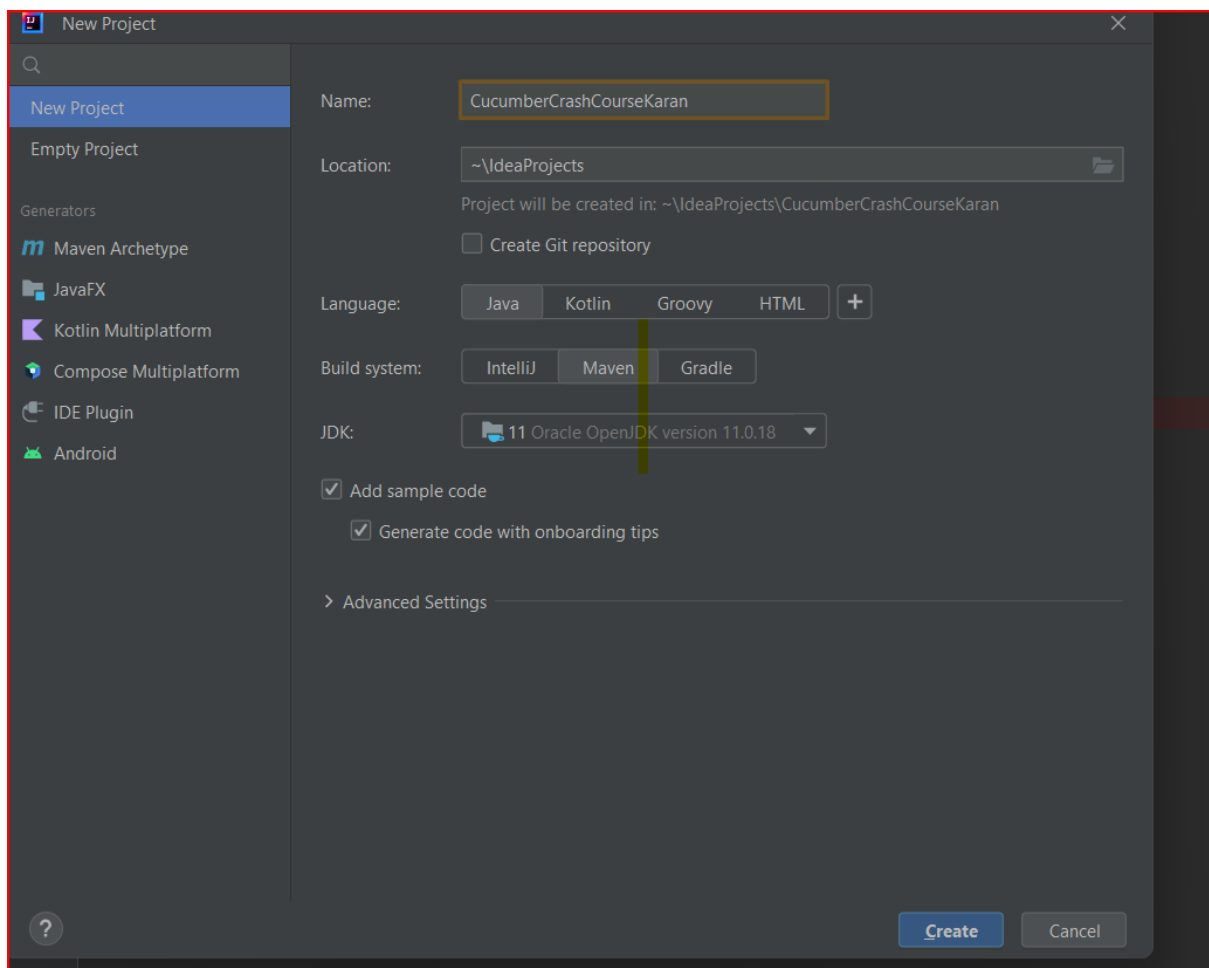 New Project
New Project
Empty Project
Generators
Maven Archetype
JavaFX
Kotlin Multiplatform
Compose Multiplatform
IDE Plugin
Android
Name: CucumberCrashCourseKaran
Location: ~\IdeaProjects
Project will be created in: ~\IdeaProjects\CucumberCrashCourseKaran
Create Git repository
Language: Java Kotlin Groovy HTML +
Build system: IntelliJ Maven Gradle
JDK: 11 Oracle OpenJDK version 11.0.18
Add sample code
Generate code with onboarding tips
Advanced Settings
? Create Cancel